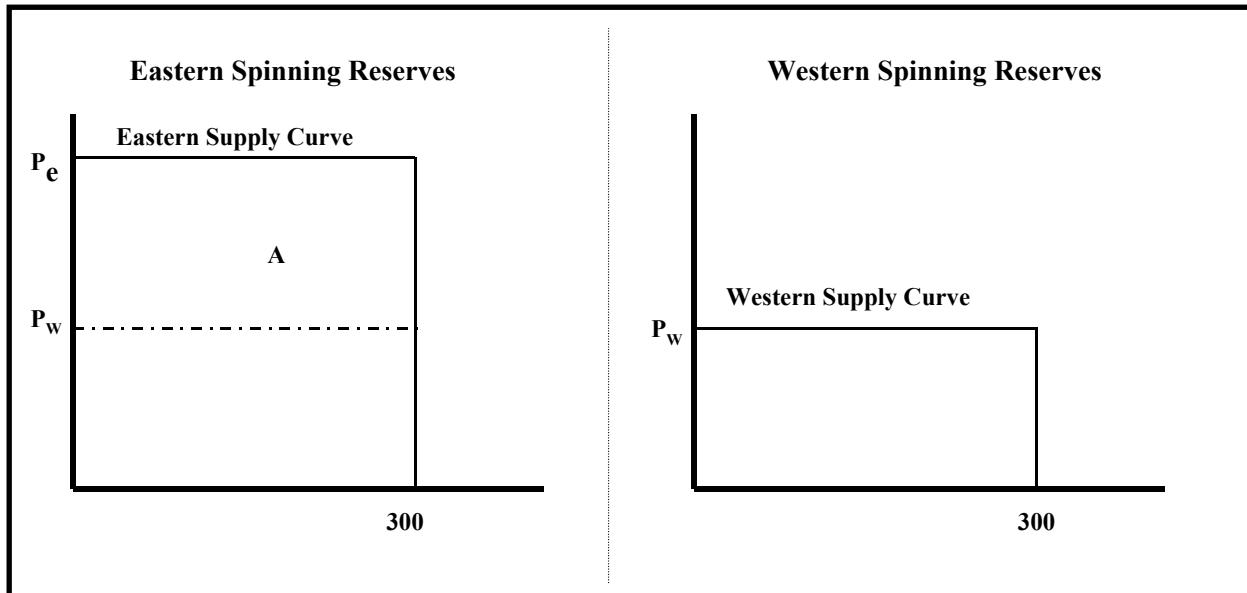 Eastern Spinning Reserves
Eastern Supply Curve
Pe
A
Pw
300
Western Spinning Reserves
Western Supply Curve
Pw
300